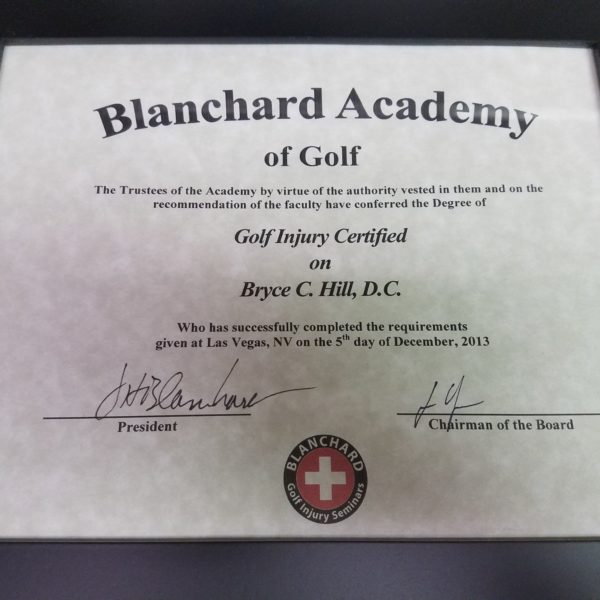 Blanchard Academy
of Golf
The Trustees of the Academy by virtue of the authority vested in them and on the
recommendation of the faculty have conferred the Degree of
Golf Injury Certified
on
Bryce C. Hill, D.C.
Who has successfully completed the requirements
given at Las Vegas, NV on the 5th day of December, 2013
President
Chairman of the Board
BLANCHARD
Golf Injury Seminars